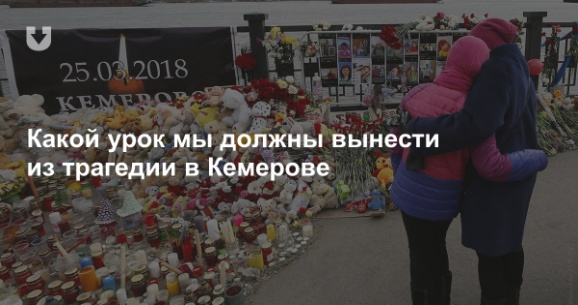 25.03.2018
КЕМЕРОВО
Какой урок мы должны вынести
из трагедии в Кемерове